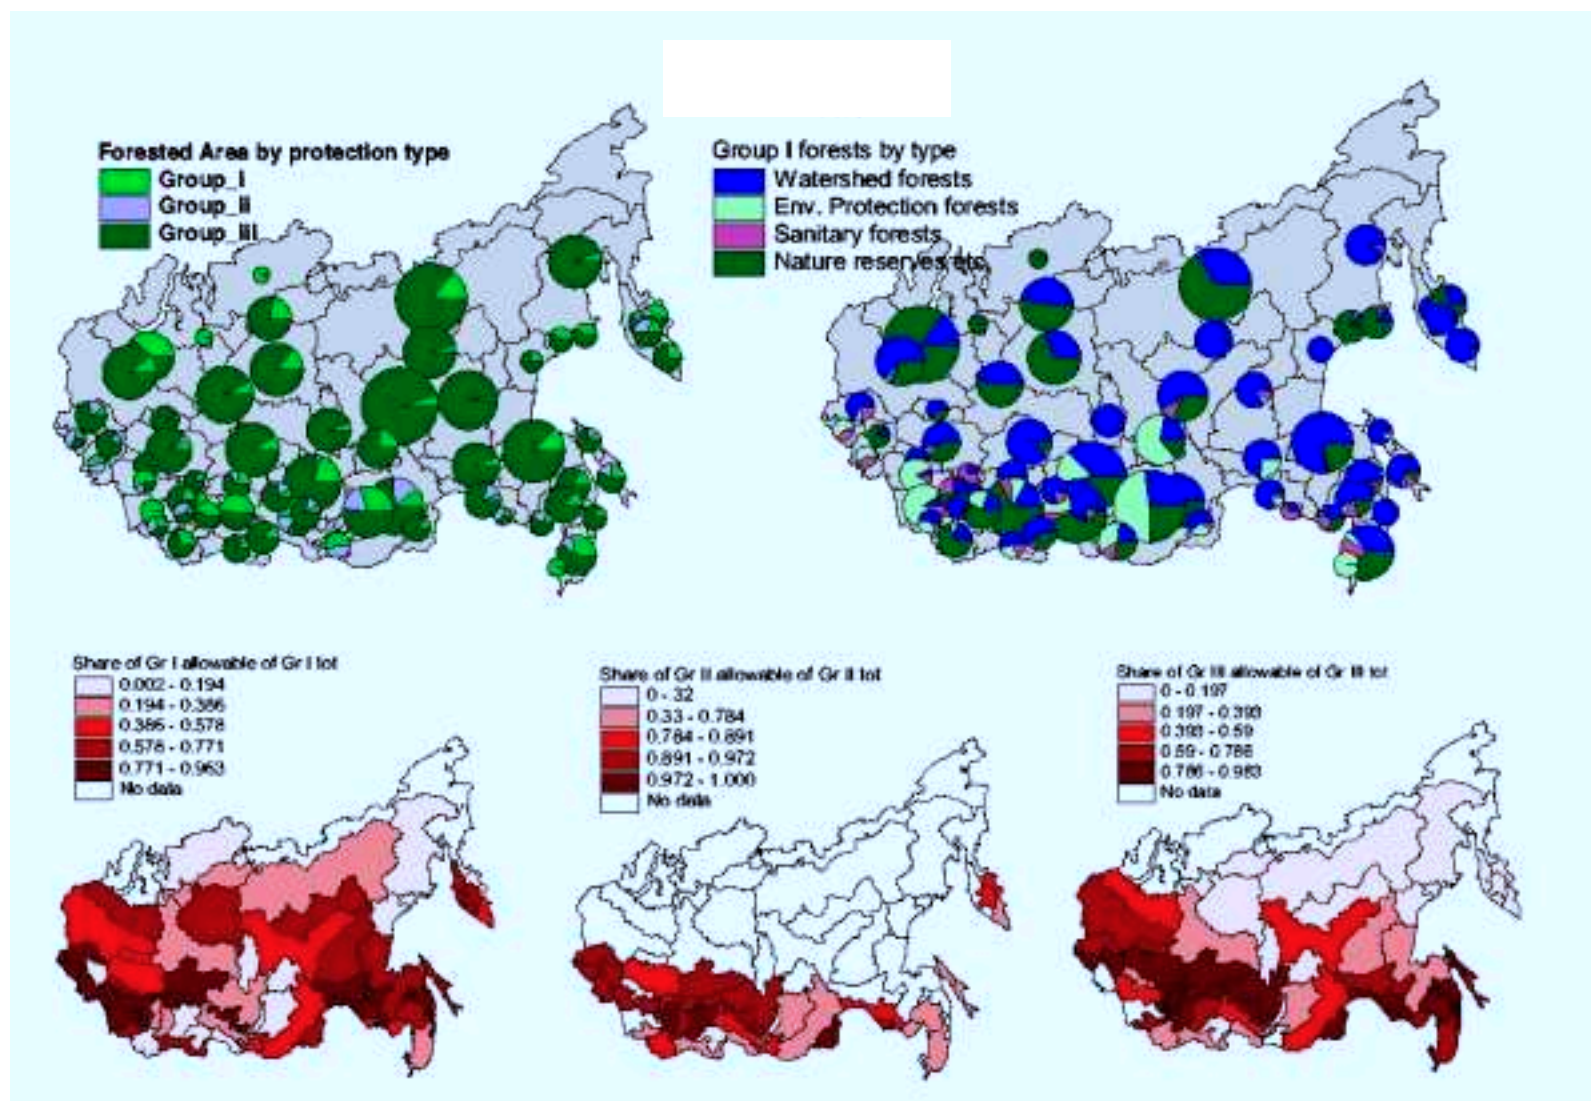 Forested Area by protection type
Group_I
Group_II
Group_III
Group I forests by type
Watershed forests
Env. Protection forests
Sanitary forests
Nature reserves etc
Share of Gr I allowable of Gr I tot
0.002 - 0.194
0.194 - 0.386
0.386 - 0.578
0.578 - 0.771
0.771 - 0.963
No data
Share of Gr II allowable of Gr II tot
0 - 32
0.33 - 0.784
0.784 - 0.891
0.891 - 0.972
0.972 - 1.000
No data
Share of Gr III allowable of Gr III tot
0 - 0.197
0.197 - 0.393
0.393 - 0.59
0.59 - 0.786
0.786 - 0.983
No data